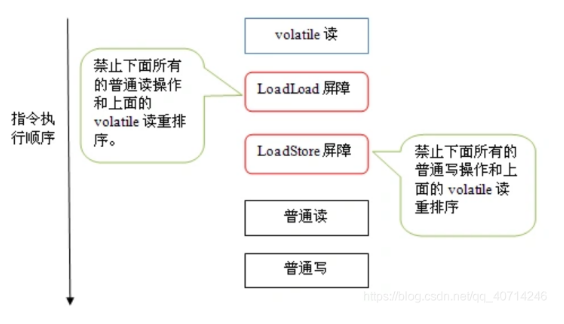 volatile 读
禁止下面所有
的普通读操作
和上面的
volatile 读重排
序。
LoadLoad 屏障
指令执
行顺序
LoadStore 屏障
禁止下面所有的
普通写操作和上
面的 volatile 读
重排序
普通读
普通写
https://blog.csdn.net/qq_40714246